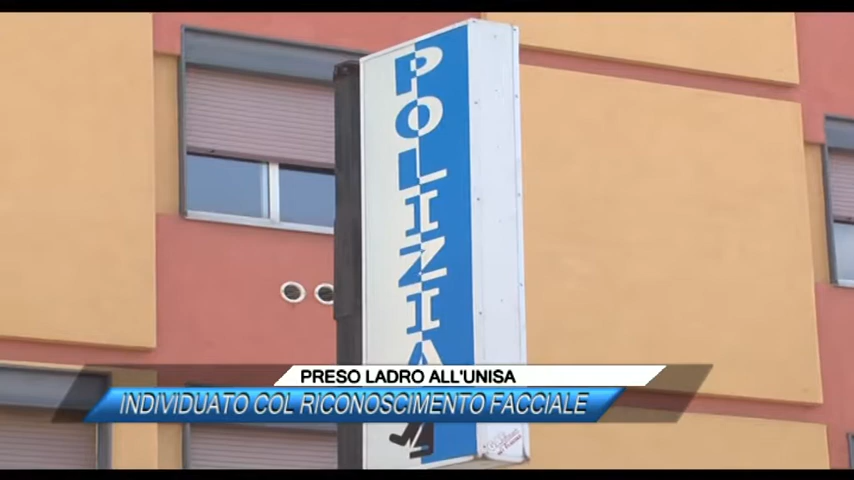 POLIZIA
PRESO LADRO ALL'UNISA
INDIVIDUATO COL RICONOSCIMENTO FACCIALE